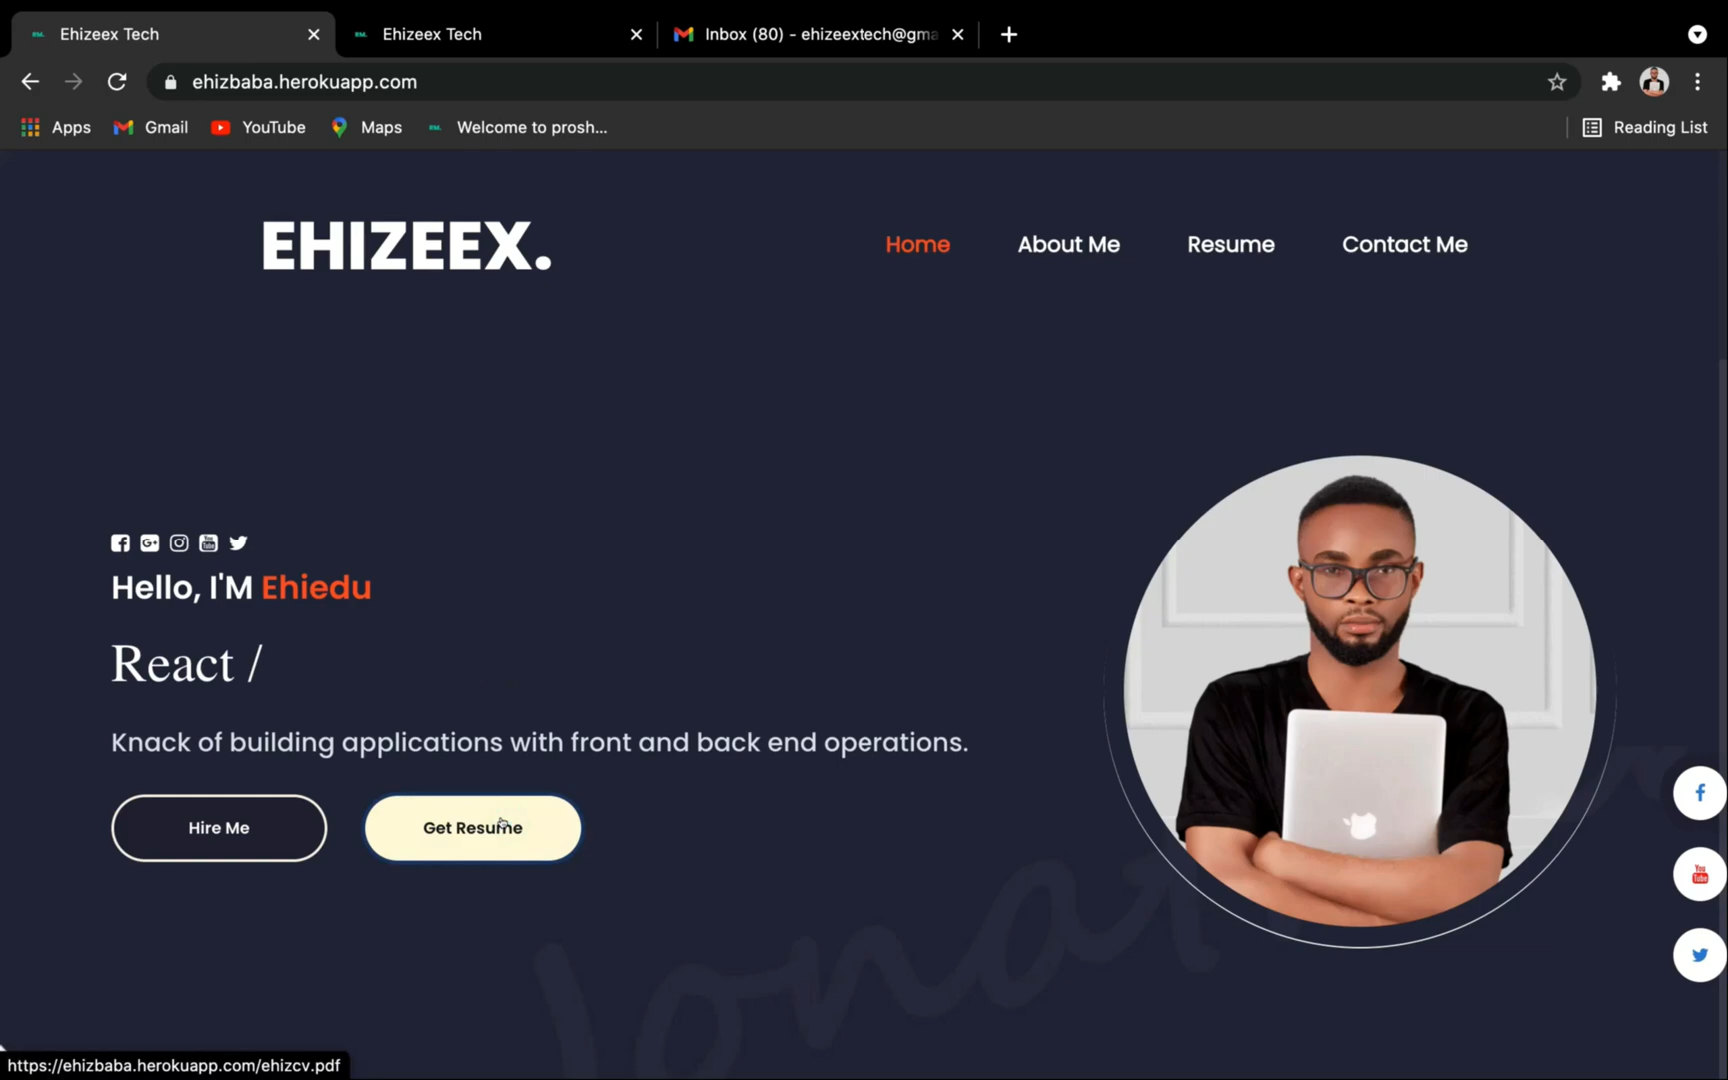 Ehizeex Tech
Ehizeex Tech
Inbox (80) - ehizeextech@gma
ehizbaba.herokuapp.com
Apps
Gmail
YouTube
Maps
Welcome to prosh...
Reading List
EHIZEEX.
Home
About Me
Resume
Contact Me
Hello, I'M Ehiedu
React /
Knack of building applications with front and back end operations.
Hire Me
Get Resume
https://ehizbaba.herokuapp.com/ehizcv.pdf